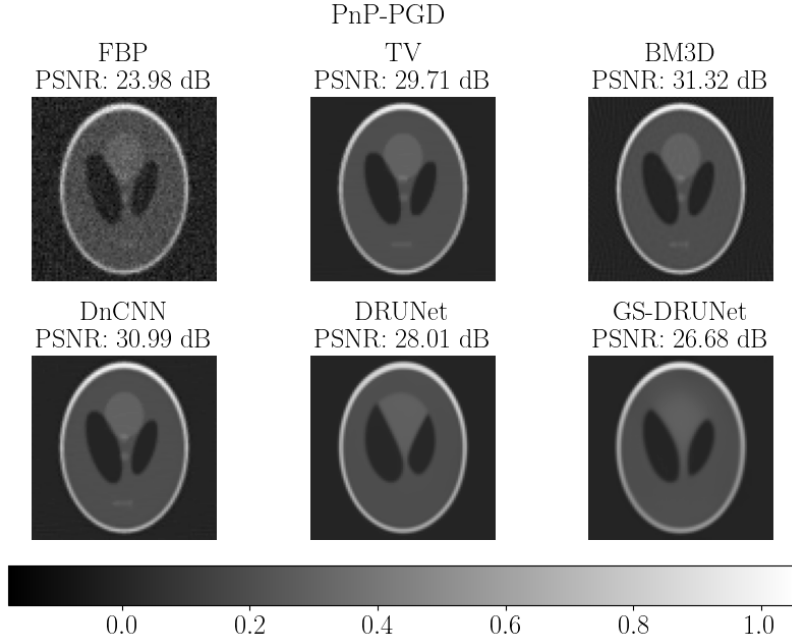 PnP-PGD
FBP
PSNR: 23.98 dB
TV
PSNR: 29.71 dB
BM3D
PSNR: 31.32 dB
DnCNN
PSNR: 30.99 dB
DRUNet
PSNR: 28.01 dB
GS-DRUNet
PSNR: 26.68 dB
0.0 0.2 0.4 0.6 0.8 1.0